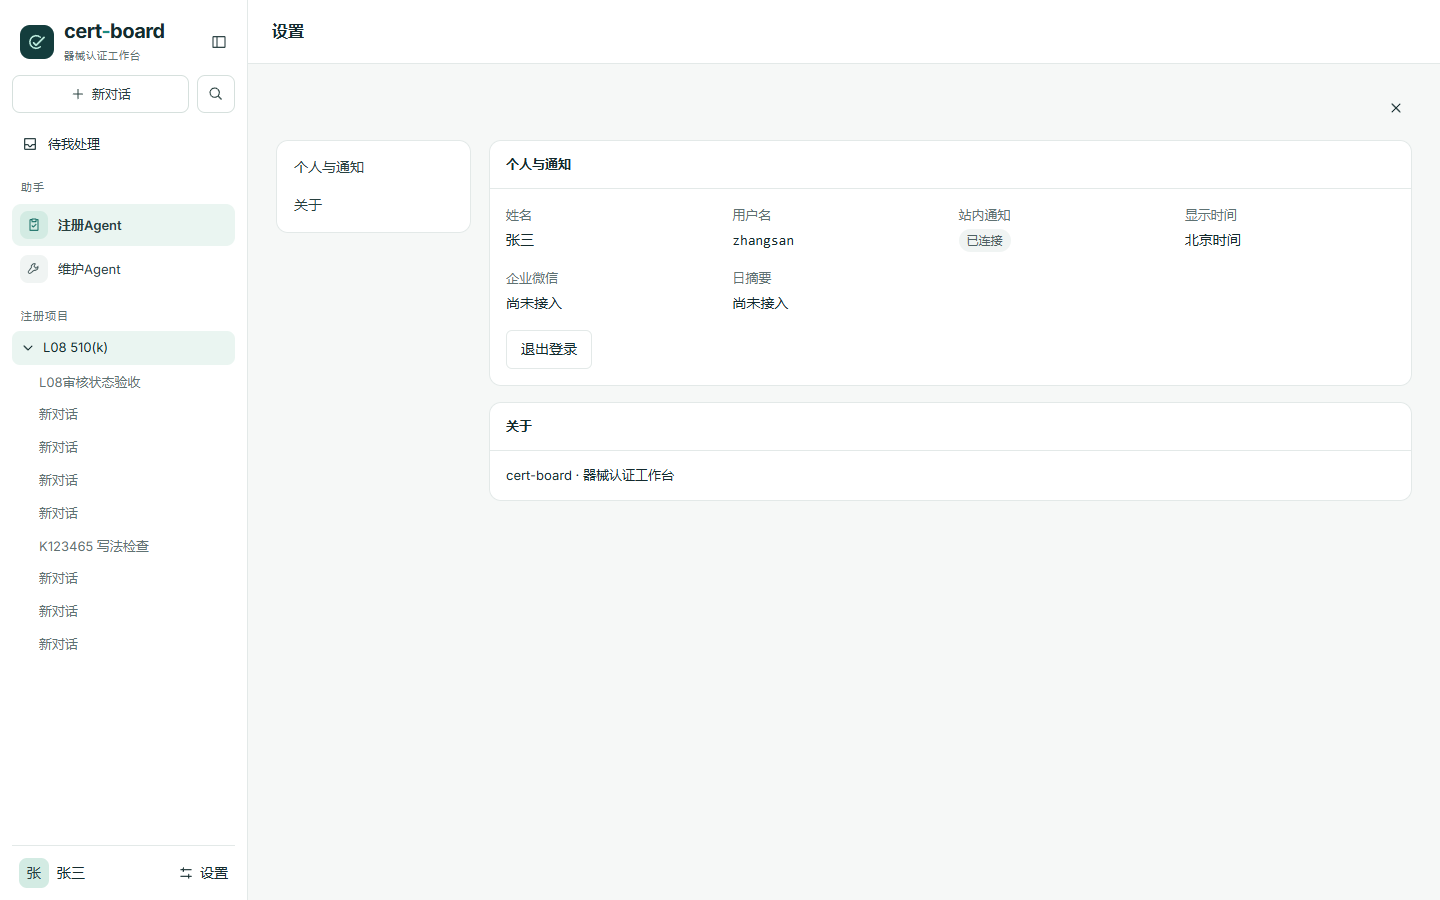 cert-board
器械认证工作台
新对话
待我处理
助手
注册Agent
维护Agent
注册项目
L08 510(k)
L08审核状态验收
新对话
新对话
新对话
新对话
K123465 写法检查
新对话
新对话
新对话
张 张三
设置
设置
个人与通知
关于
个人与通知
姓名
张三
用户名
zhangsan
站内通知
已连接
显示时间
北京时间
企业微信
尚未接入
日摘要
尚未接入
退出登录
关于
cert-board · 器械认证工作台